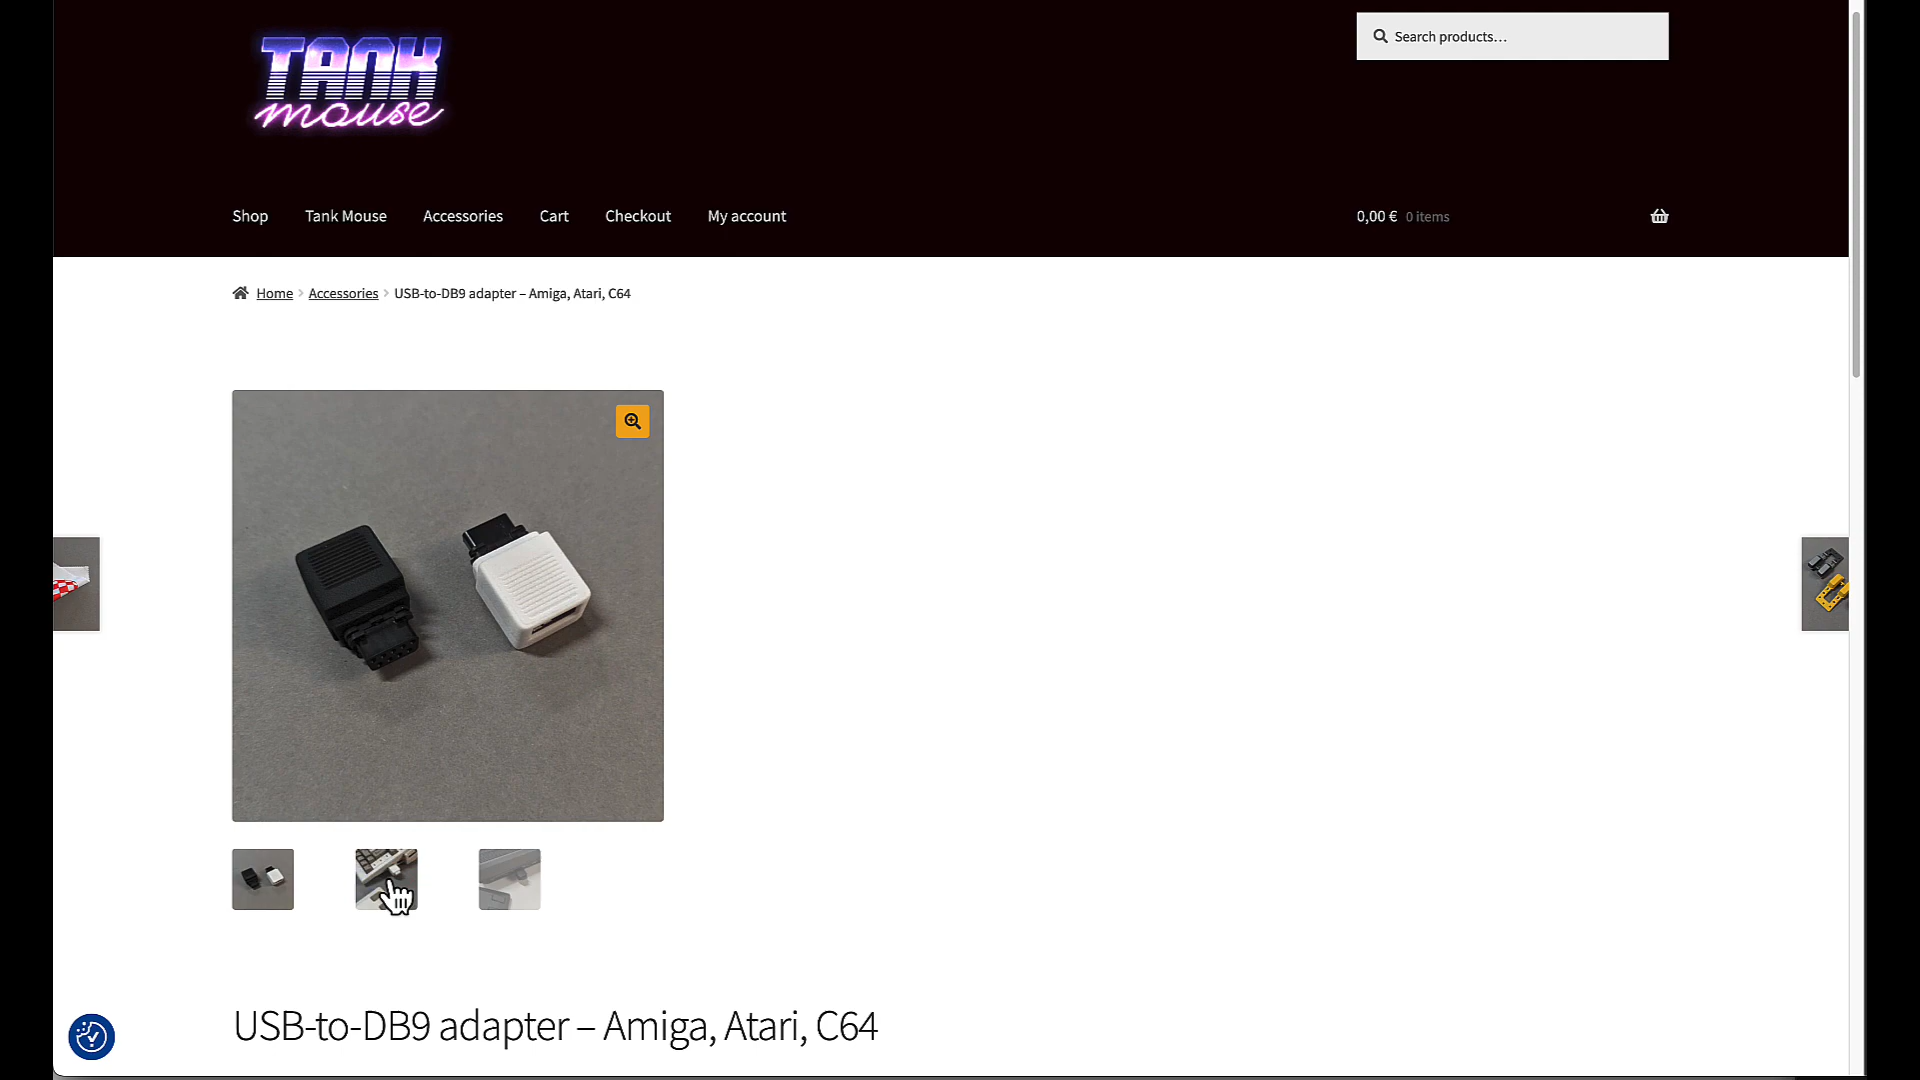 TANK
mouse
Search products...
Shop
Tank Mouse
Accessories
Cart
Checkout
My account
0,00 €
0 items
Home
Accessories
USB-to-DB9 adapter – Amiga, Atari, C64
USB-to-DB9 adapter – Amiga, Atari, C64